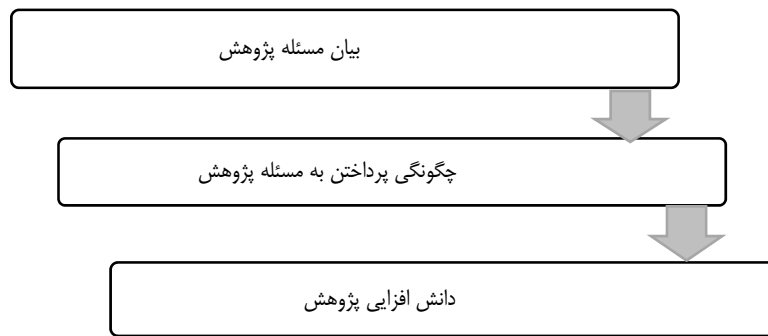 بیان مسئله پژوهش
چگونگی پرداختن به مسئله پژوهش
دانش افزایی پژوهش